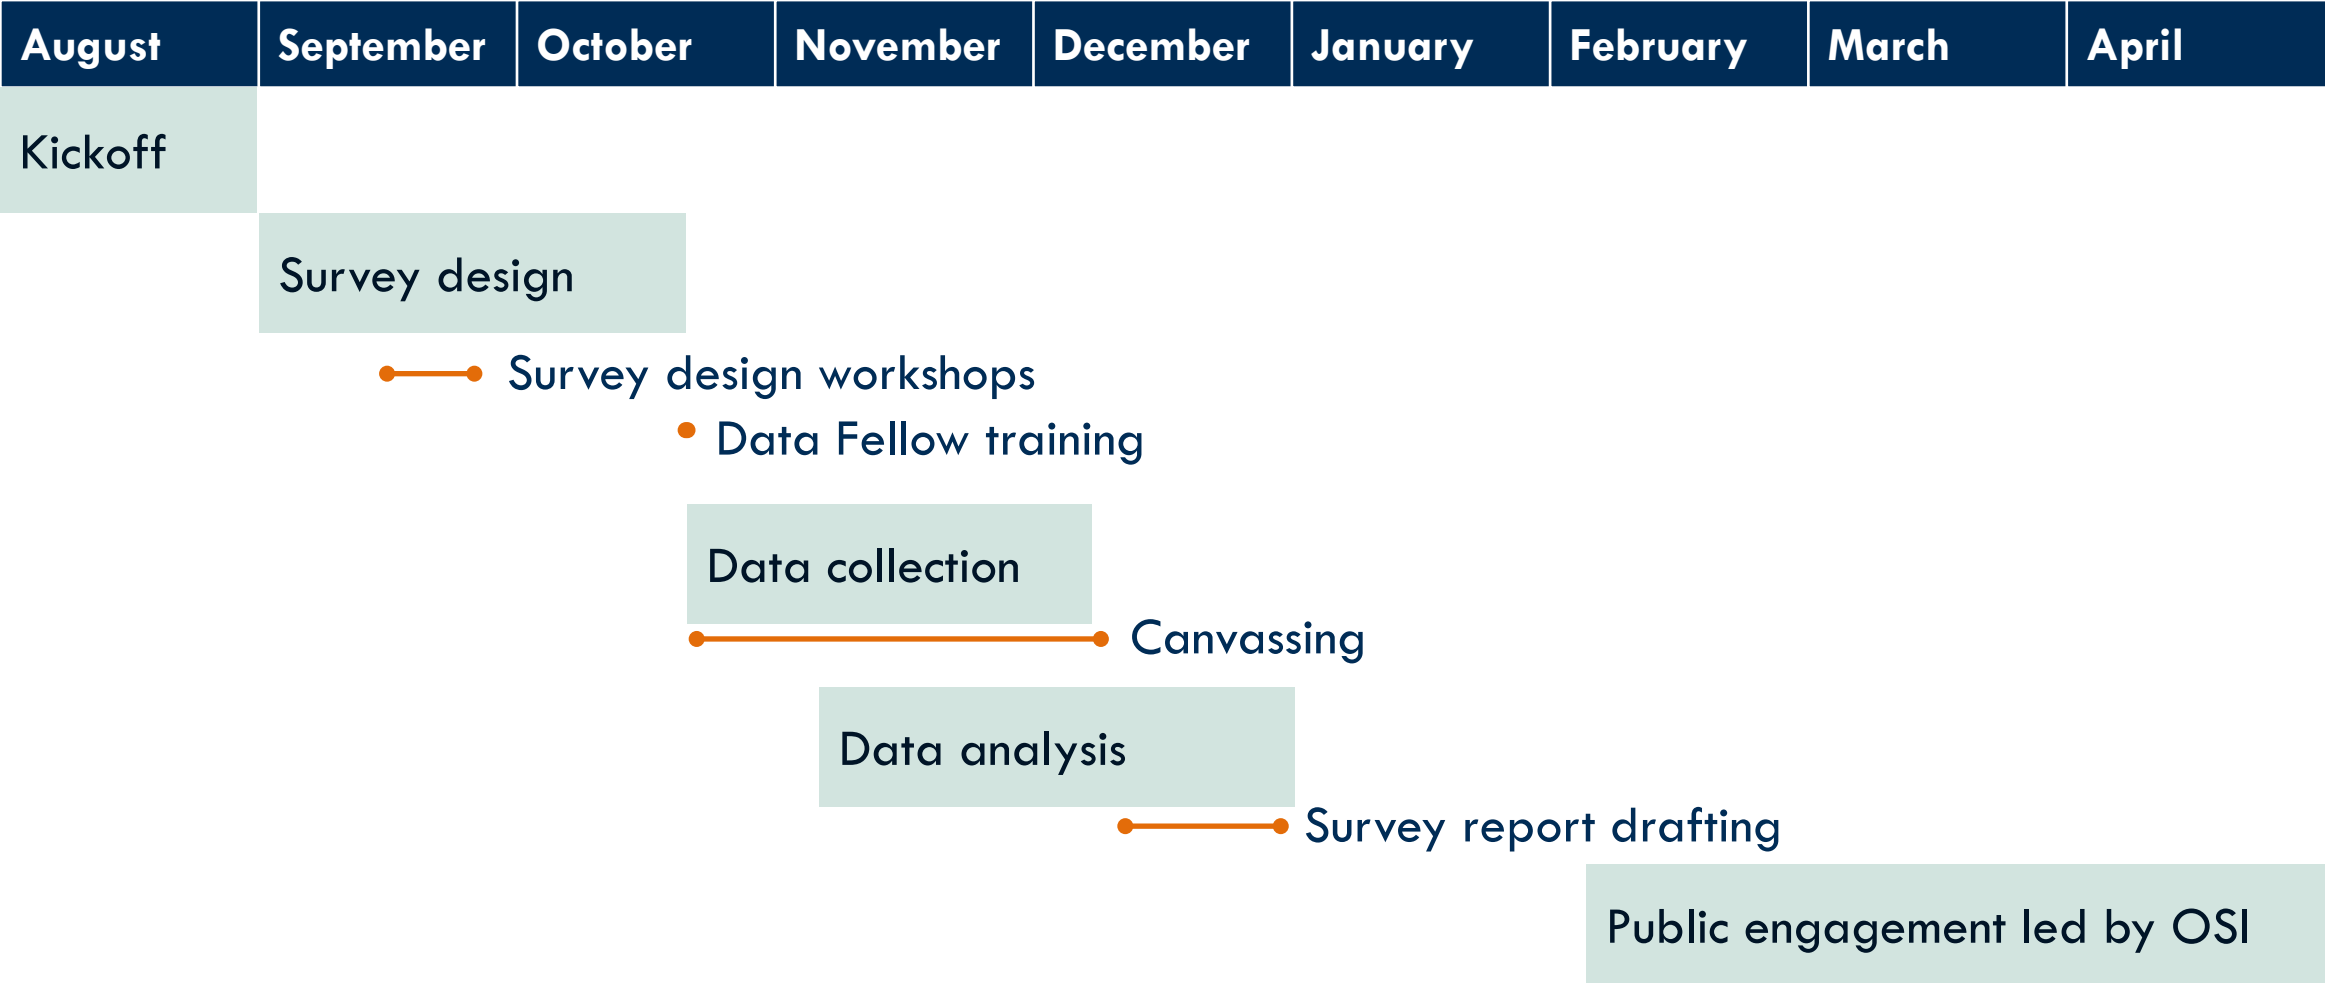 August September October November December January February March April
Kickoff
Survey design
Survey design workshops
Data Fellow training
Data collection
Canvassing
Data analysis
Survey report drafting
Public engagement led by OSI